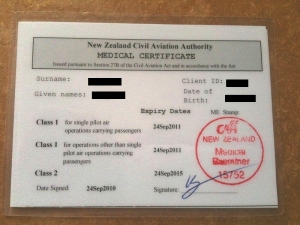 New Zealand Civil Aviation Authority
MEDICAL CERTIFICATE
Issued pursuant to Section 27B of the Civil Aviation Act and in accordance with the Act
Surname:
Client ID:
Given names:
Date of
Birth:
Expiry Dates
ME Stamp:
Class 1 for single pilot air
operations carrying passengers
24Sep2011
Class 1 for operations other than single
pilot air operations carrying
passengers
24Sep2011
Class 2
24Sep2015
Date Signed:
24Sep2010
Signature:
NEW ZEALAND
Medical
Examiner
15752